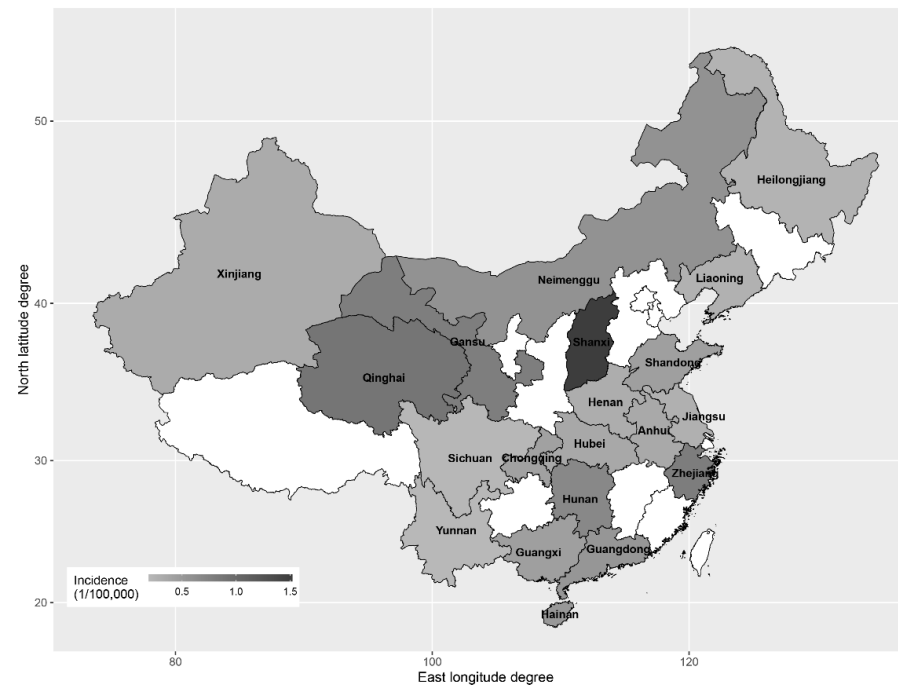 50
40
30
20
North latitude degree
Heilongjiang
Xinjiang
Neimenggu
Liaoning
Gansu
Shanxi
Shandong
Qinghai
Henan
Jiangsu
Anhui
Hubei
Sichuan
Chongqing
Zhejiang
Hunan
Yunnan
Guangxi
Guangdong
Hainan
Incidence
(1/100,000)
0.5 1.0 1.5
80 100 120
East longitude degree